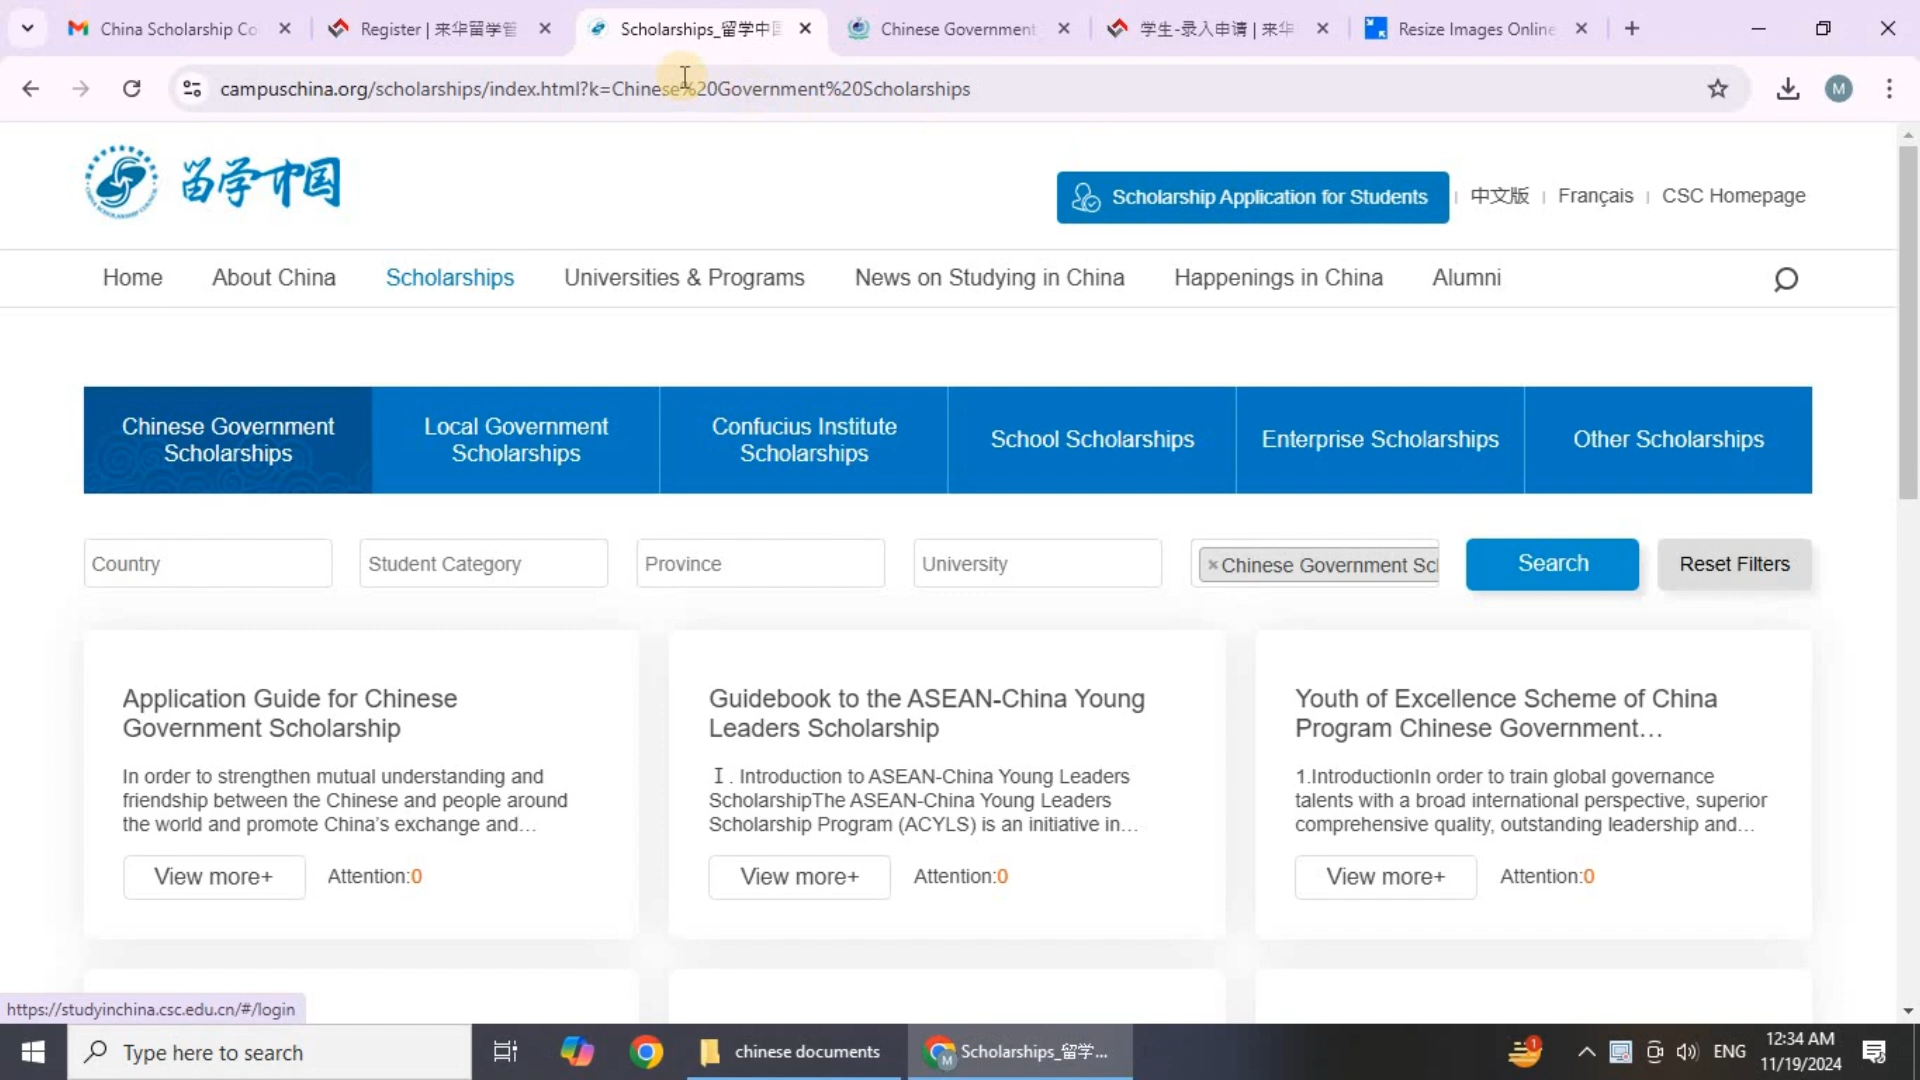 China Scholarship Co
Register | 来华留学管
Scholarships_留学中国
Chinese Government
学生-录入申请 | 来华
Resize Images Online
campuschina.org/scholarships/index.html?k=Chinese%20Government%20Scholarships
M
留学中国
Scholarship Application for Students
中文版
Français
CSC Homepage
Home
About China
Scholarships
Universities & Programs
News on Studying in China
Happenings in China
Alumni
Chinese Government
Scholarships
Local Government
Scholarships
Confucius Institute
Scholarships
School Scholarships
Enterprise Scholarships
Other Scholarships
Country
Student Category
Province
University
×Chinese Government Scl
Search
Reset Filters
Application Guide for Chinese
Government Scholarship
In order to strengthen mutual understanding and
friendship between the Chinese and people around
the world and promote China's exchange and...
View more+
Attention:0
Guidebook to the ASEAN-China Young
Leaders Scholarship
Ⅰ. Introduction to ASEAN-China Young Leaders
ScholarshipThe ASEAN-China Young Leaders
Scholarship Program (ACYLS) is an initiative in...
View more+
Attention:0
Youth of Excellence Scheme of China
Program Chinese Government...
1.IntroductionIn order to train global governance
talents with a broad international perspective, superior
comprehensive quality, outstanding leadership and...
View more+
Attention:0
https://studyinchina.csc.edu.cn/#/login
Type here to search
chinese documents
M
Scholarships_留学...
1
ENG
12:34 AM
11/19/2024